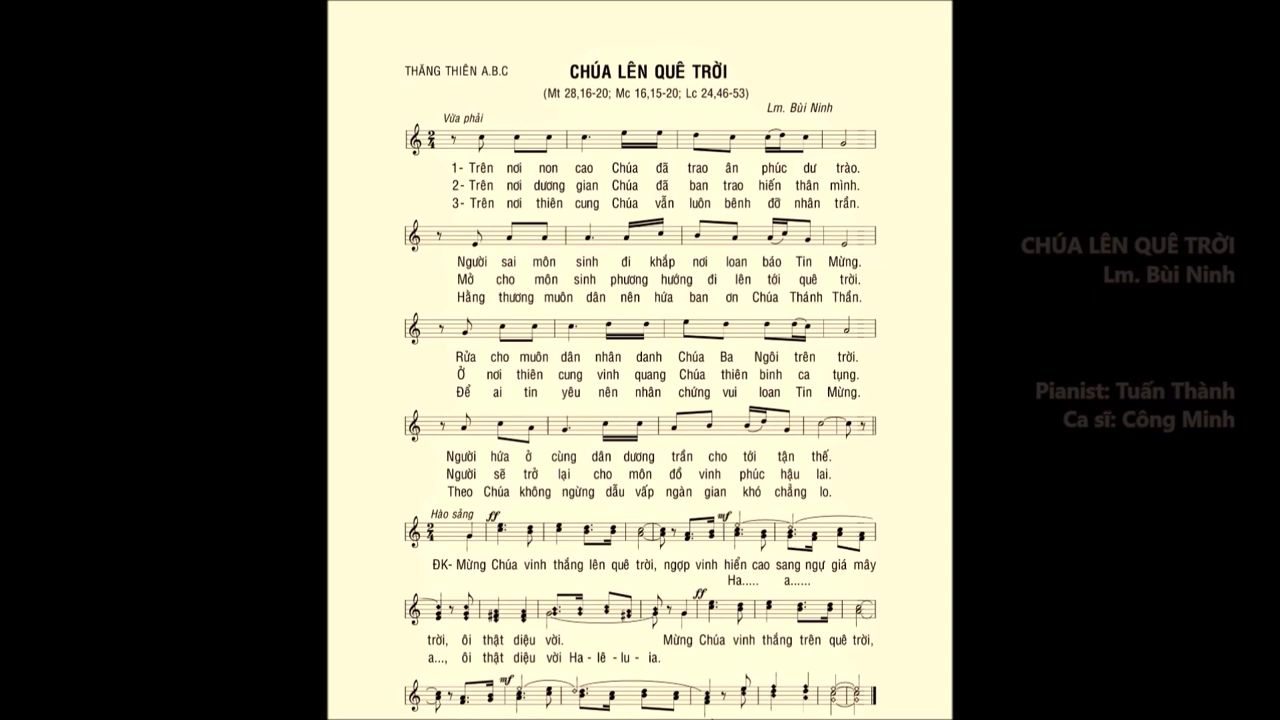 THĂNG THIÊN A.B.C
CHÚA LÊN QUÊ TRỜI
(Mt 28,16-20; Mc 16,15-20; Lc 24,46-53)
Lm. Bùi Ninh
Vừa phải
1- Trên nơi non cao Chúa đã trao ân phúc dư trào.
2- Trên nơi dương gian Chúa đã ban trao hiến thân mình.
3- Trên nơi thiên cung Chúa vẫn luôn bênh đỡ nhân trần.
Người sai môn sinh đi khắp nơi loan báo Tin Mừng.
Mở cho môn sinh phương hướng đi lên tới quê trời.
Hằng thương muôn dân nên hứa ban ơn Chúa Thánh Thần.
Rửa cho muôn dân nhân danh Chúa Ba Ngôi trên trời.
Ở nơi thiên cung vinh quang Chúa thiên binh ca tụng.
Để ai tin yêu nên nhân chứng vui loan Tin Mừng.
Người hứa ở cùng dân dương trần cho tới tận thế.
Người sẽ trở lại cho môn đồ vinh phúc hậu lai.
Theo Chúa không ngừng dẫu vấp ngàn gian khó chẳng lo.
Hào sảng ff mf
ĐK- Mừng Chúa vinh thắng lên quê trời, ngợp vinh hiển cao sang ngự giá mây
Ha..... a......
ff
trời, ôi thật diệu vời. Mừng Chúa vinh thắng trên quê trời,
a..., ôi thật diệu vời Ha - lê - lu - ia.
mf
CHÚA LÊN QUÊ TRỜI
Lm. Bùi Ninh
Pianist: Tuấn Thành
Ca sĩ: Công Minh